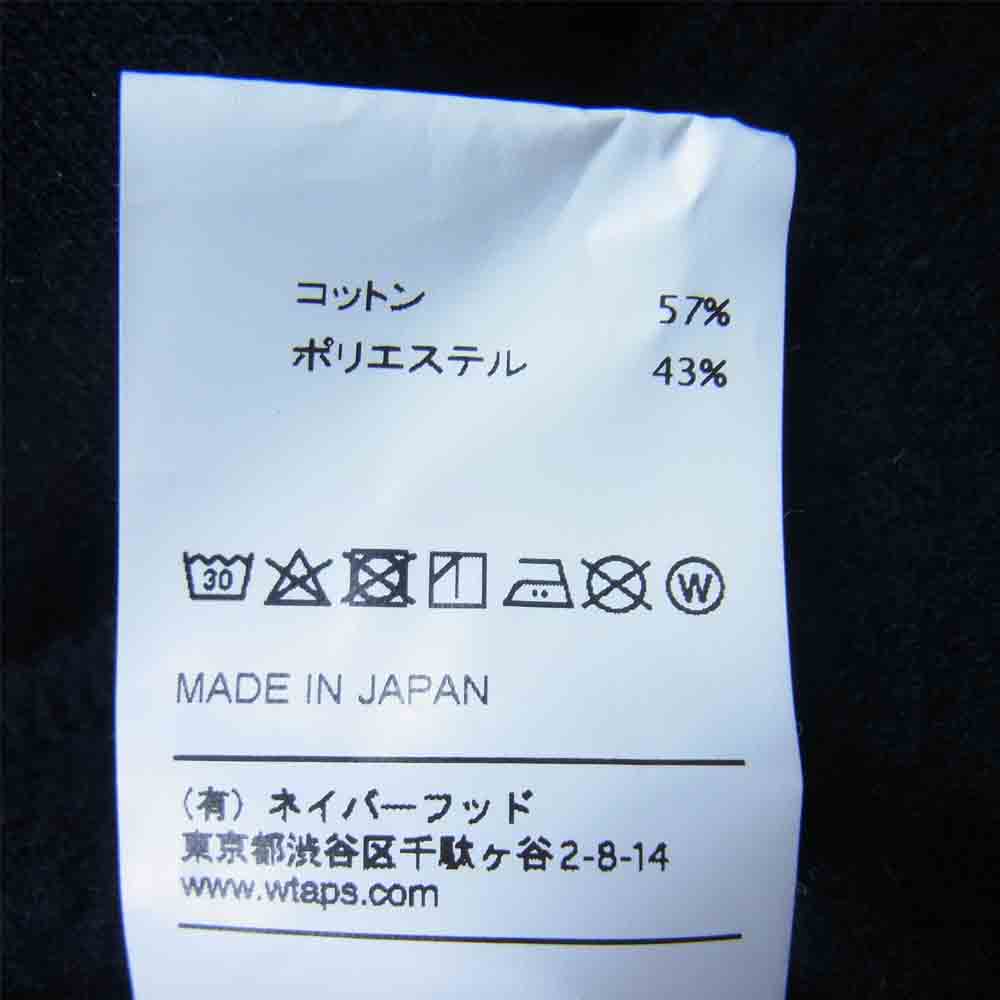 コットン 57%
ポリエステル 43%
30 W
MADE IN JAPAN
(有) ネイバーフッド
東京都渋谷区千駄ヶ谷2-8-14
www.wtaps.com